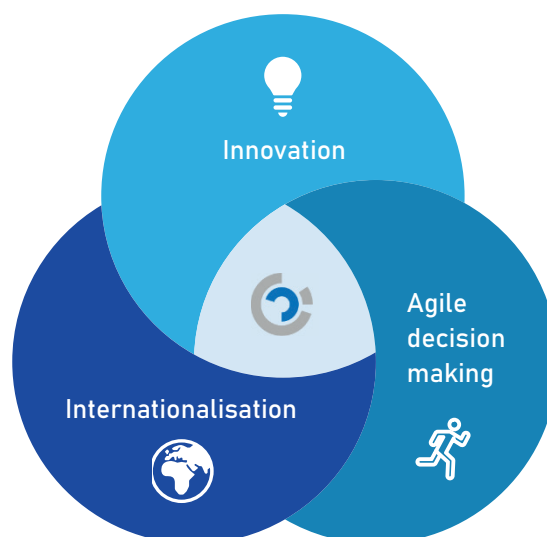 Innovation
Agile
decision
making
Internationalisation